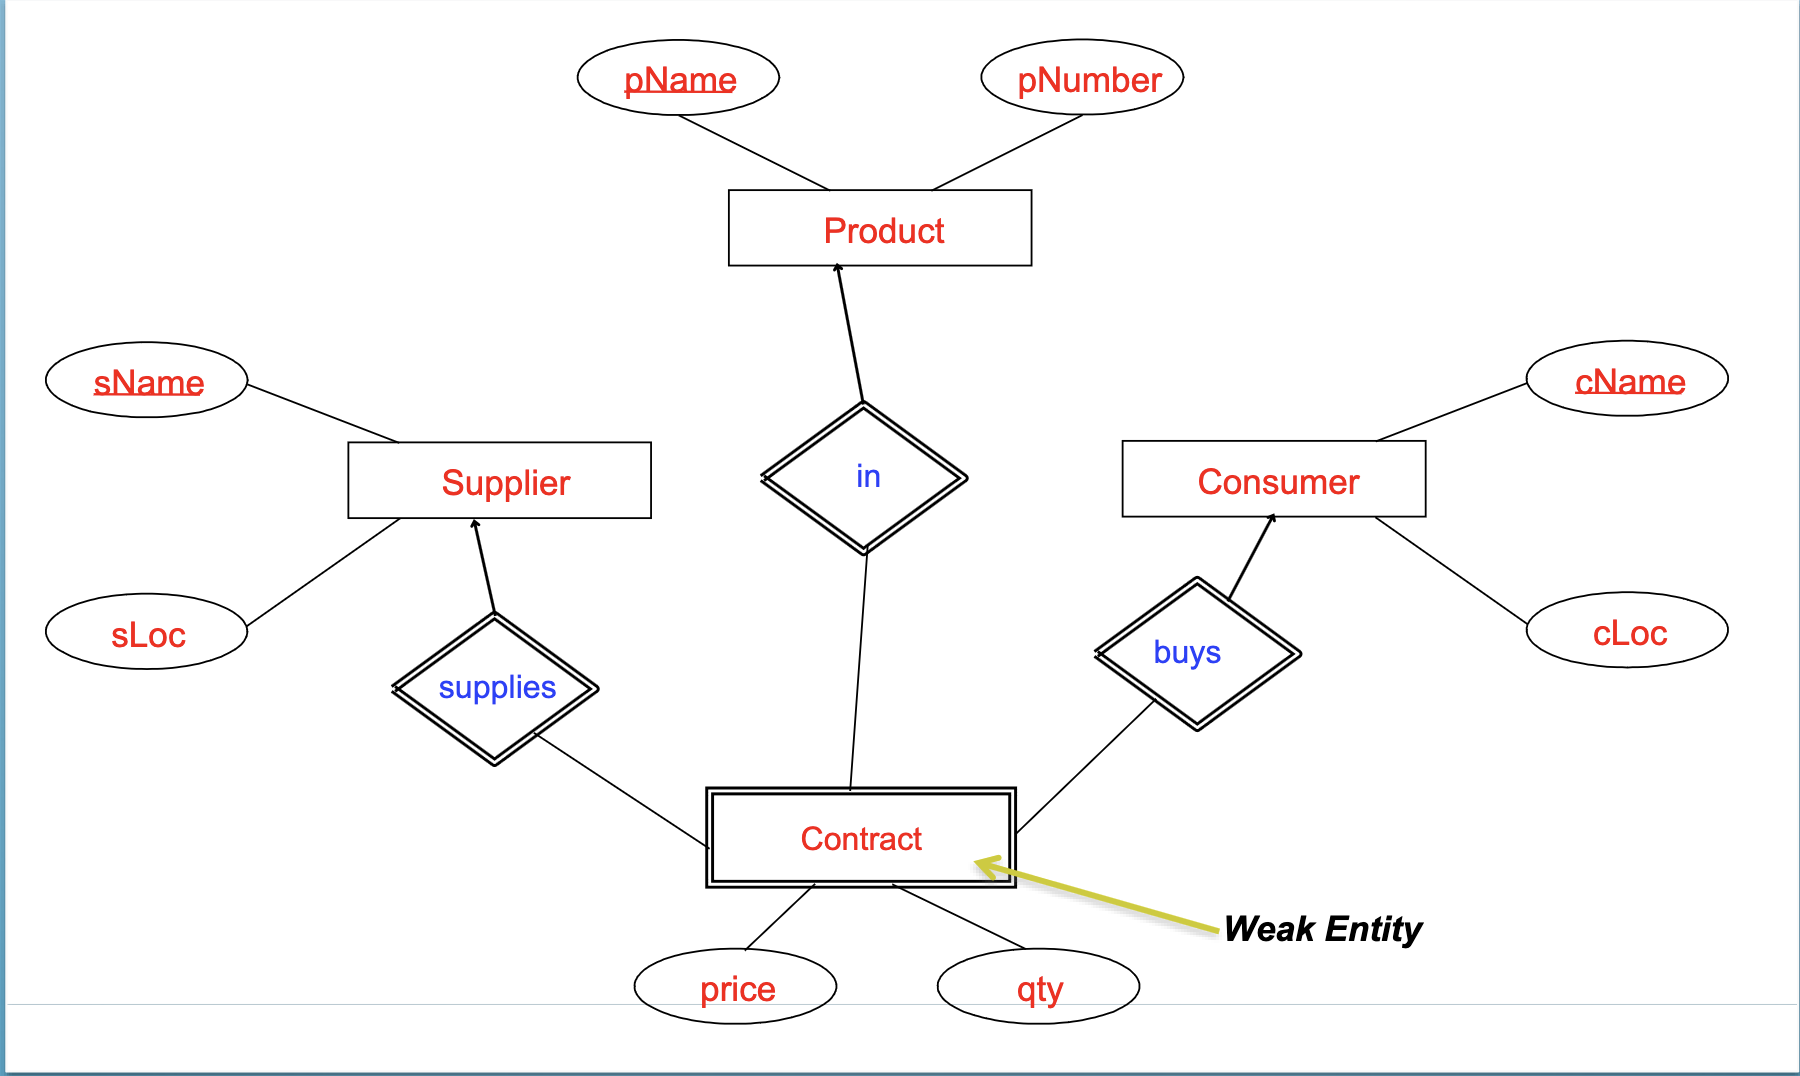 pName
pNumber
Product
sName
cName
in
Supplier
Consumer
sLoc
cLoc
buys
supplies
Contract
Weak Entity
price
qty